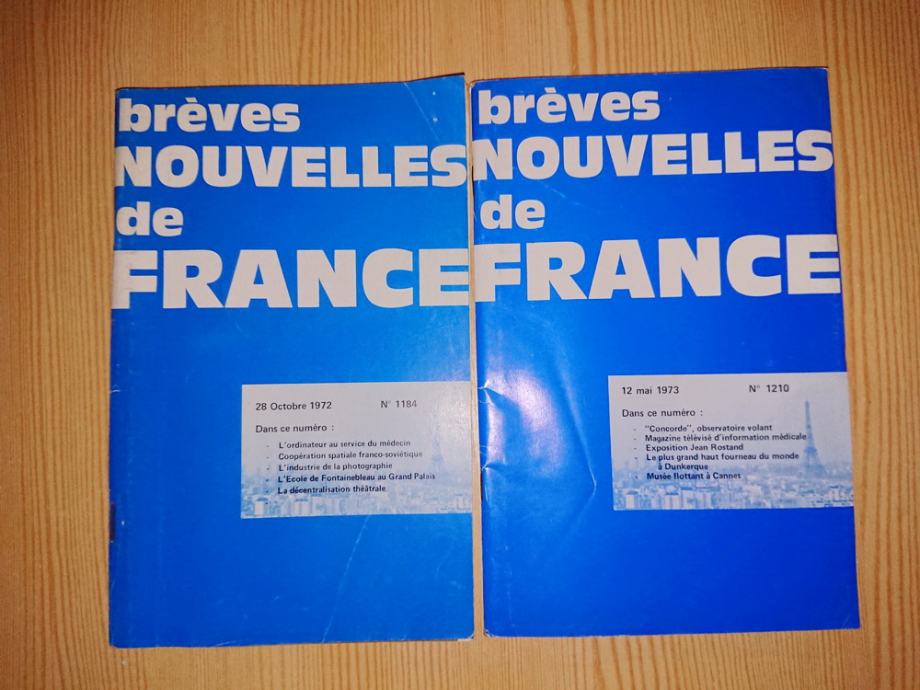 brèves
NOUVELLES
de
FRANCE
28 Octobre 1972 N° 1184
Dans ce numéro :
- L'ordinateur au service du médecin
- Coopération spatiale franco-soviétique
- L'industrie de la photographie
- L'Ecole de Fontainebleau au Grand Palais
- La décentralisation théâtrale
brèves
NOUVELLES
de
FRANCE
12 mai 1973 N° 1210
Dans ce numéro :
- "Concorde", observatoire volant
- Magazine télévisé d'information médicale
- Exposition Jean Rostand
- Le plus grand haut fourneau du monde
à Dunkerque
- Musée flottant à Cannes